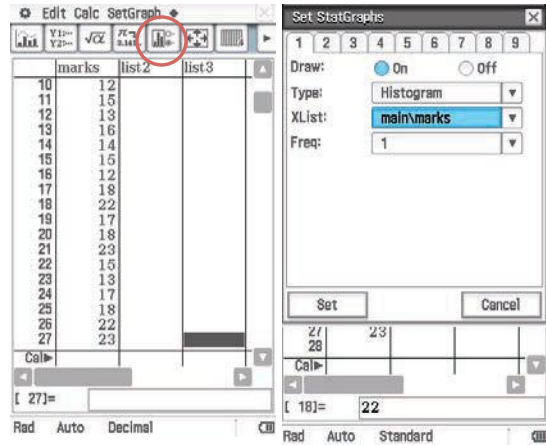 Edit Calc SetGraph
marks list2 list3
10 12
11 15
12 13
13 16
14 14
15 15
16 12
17 18
18 22
19 17
20 18
21 23
22 15
23 13
24 17
25 18
26 22
27 23
Cal
[ 27]=
Rad Auto Decimal
Set StatGraphs
1 2 3 4 5 6 7 8 9
Draw: On Off
Type: Histogram
XList: main\marks
Freq: 1
Set Cancel
27 23
28
Cal
[ 18]= 22
Rad Auto Standard